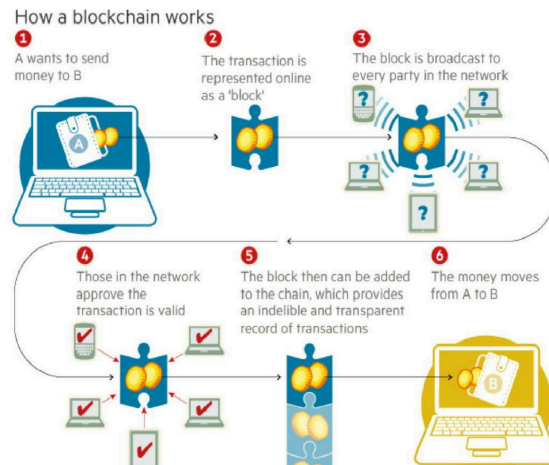 How a blockchain works
1
A wants to send
money to B
2
The transaction is
represented online
as a 'block'
3
The block is broadcast to
every party in the network
A
?
?
?
?
?
4
Those in the network
approve the
transaction is valid
5
The block then can be added
to the chain, which provides
an indelible and transparent
record of transactions
6
The money moves
from A to B
B